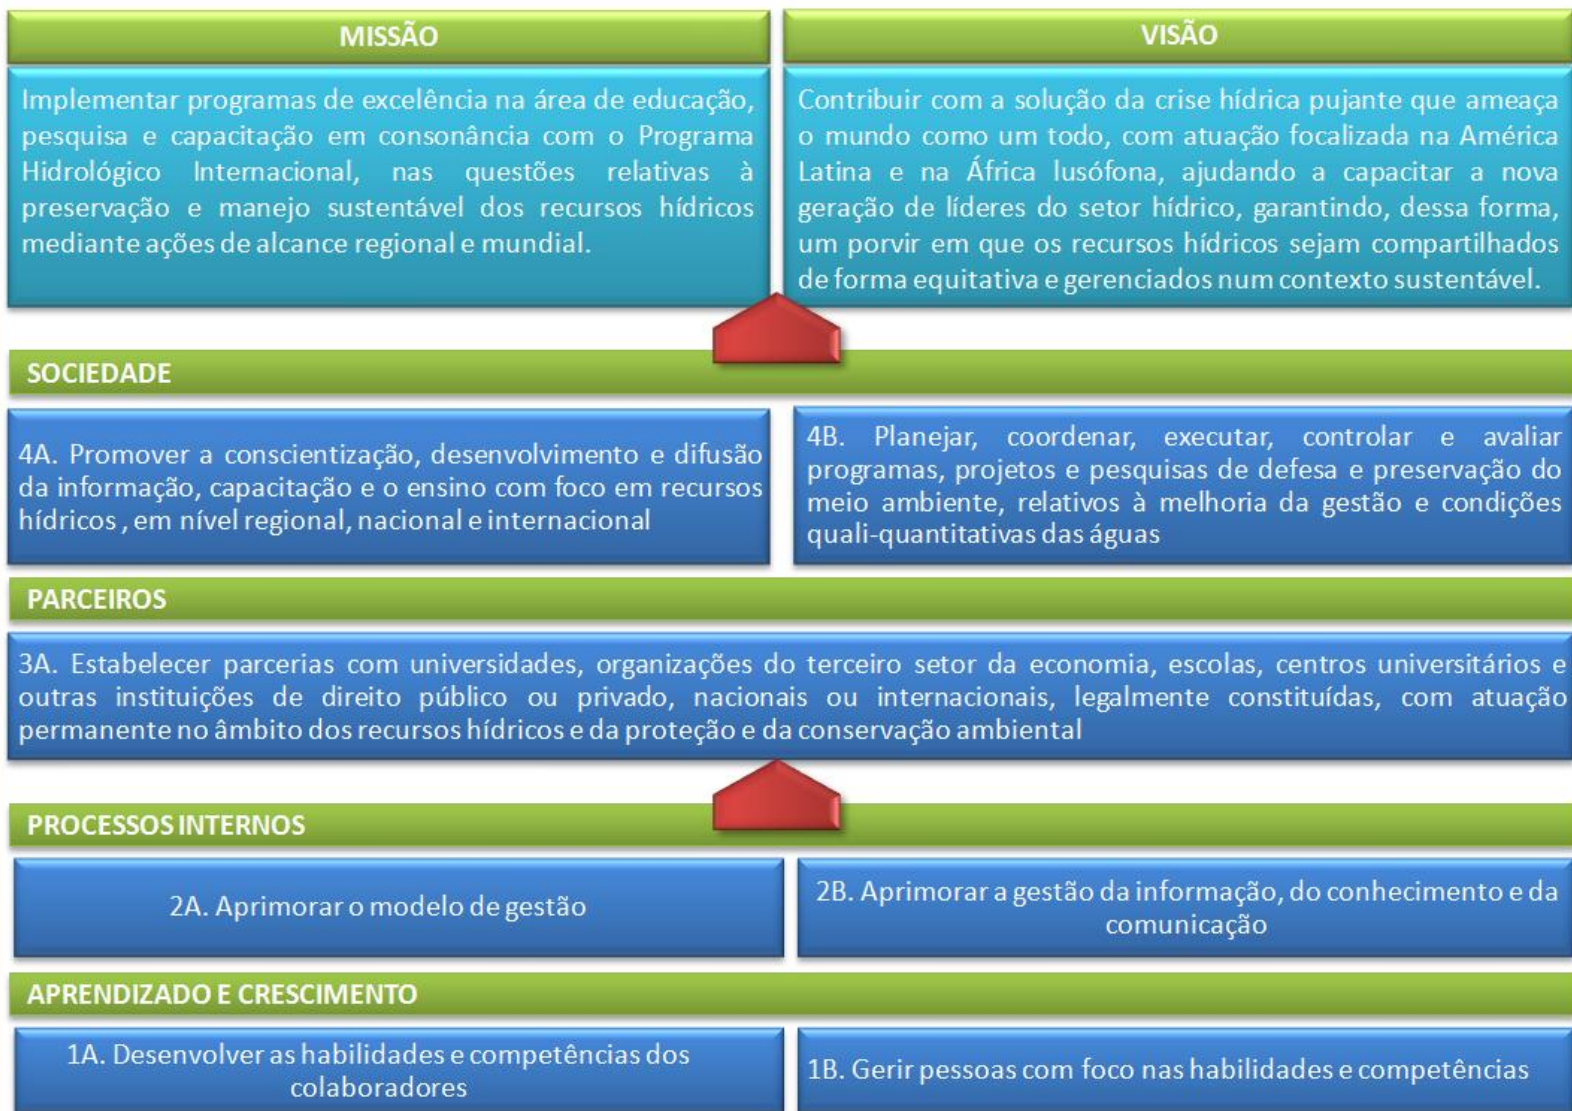 MISSÃO
Implementar programas de excelência na área de educação,
pesquisa e capacitação em consonância com o Programa
Hidrológico Internacional, nas questões relativas à
preservação e manejo sustentável dos recursos hídricos
mediante ações de alcance regional e mundial.
VISÃO
Contribuir com a solução da crise hídrica pujante que ameaça
o mundo como um todo, com atuação focalizada na América
Latina e na África lusófona, ajudando a capacitar a nova
geração de líderes do setor hídrico, garantindo, dessa forma,
um porvir em que os recursos hídricos sejam compartilhados
de forma equitativa e gerenciados num contexto sustentável.
SOCIEDADE
4A. Promover a conscientização, desenvolvimento e difusão
da informação, capacitação e o ensino com foco em recursos
hídricos , em nível regional, nacional e internacional
4B. Planejar, coordenar, executar, controlar e avaliar
programas, projetos e pesquisas de defesa e preservação do
meio ambiente, relativos à melhoria da gestão e condições
quali-quantitativas das águas
PARCEIROS
3A. Estabelecer parcerias com universidades, organizações do terceiro setor da economia, escolas, centros universitários e
outras instituições de direito público ou privado, nacionais ou internacionais, legalmente constituídas, com atuação
permanente no âmbito dos recursos hídricos e da proteção e da conservação ambiental
PROCESSOS INTERNOS
2A. Aprimorar o modelo de gestão
2B. Aprimorar a gestão da informação, do conhecimento e da
comunicação
APRENDIZADO E CRESCIMENTO
1A. Desenvolver as habilidades e competências dos
colaboradores
1B. Gerir pessoas com foco nas habilidades e competências